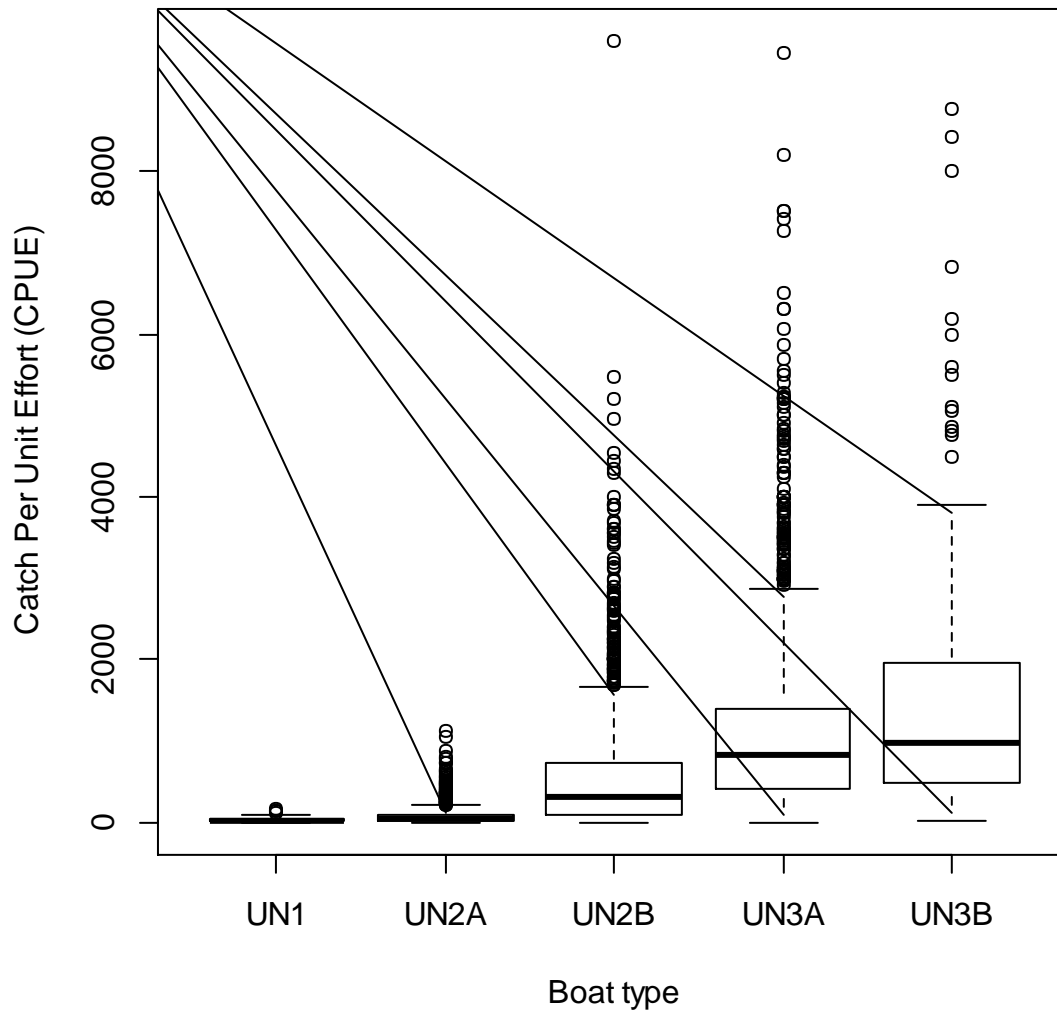 Catch Per Unit Effort (CPUE)
8000
6000
4000
2000
0
UN1 UN2A UN2B UN3A UN3B
Boat type